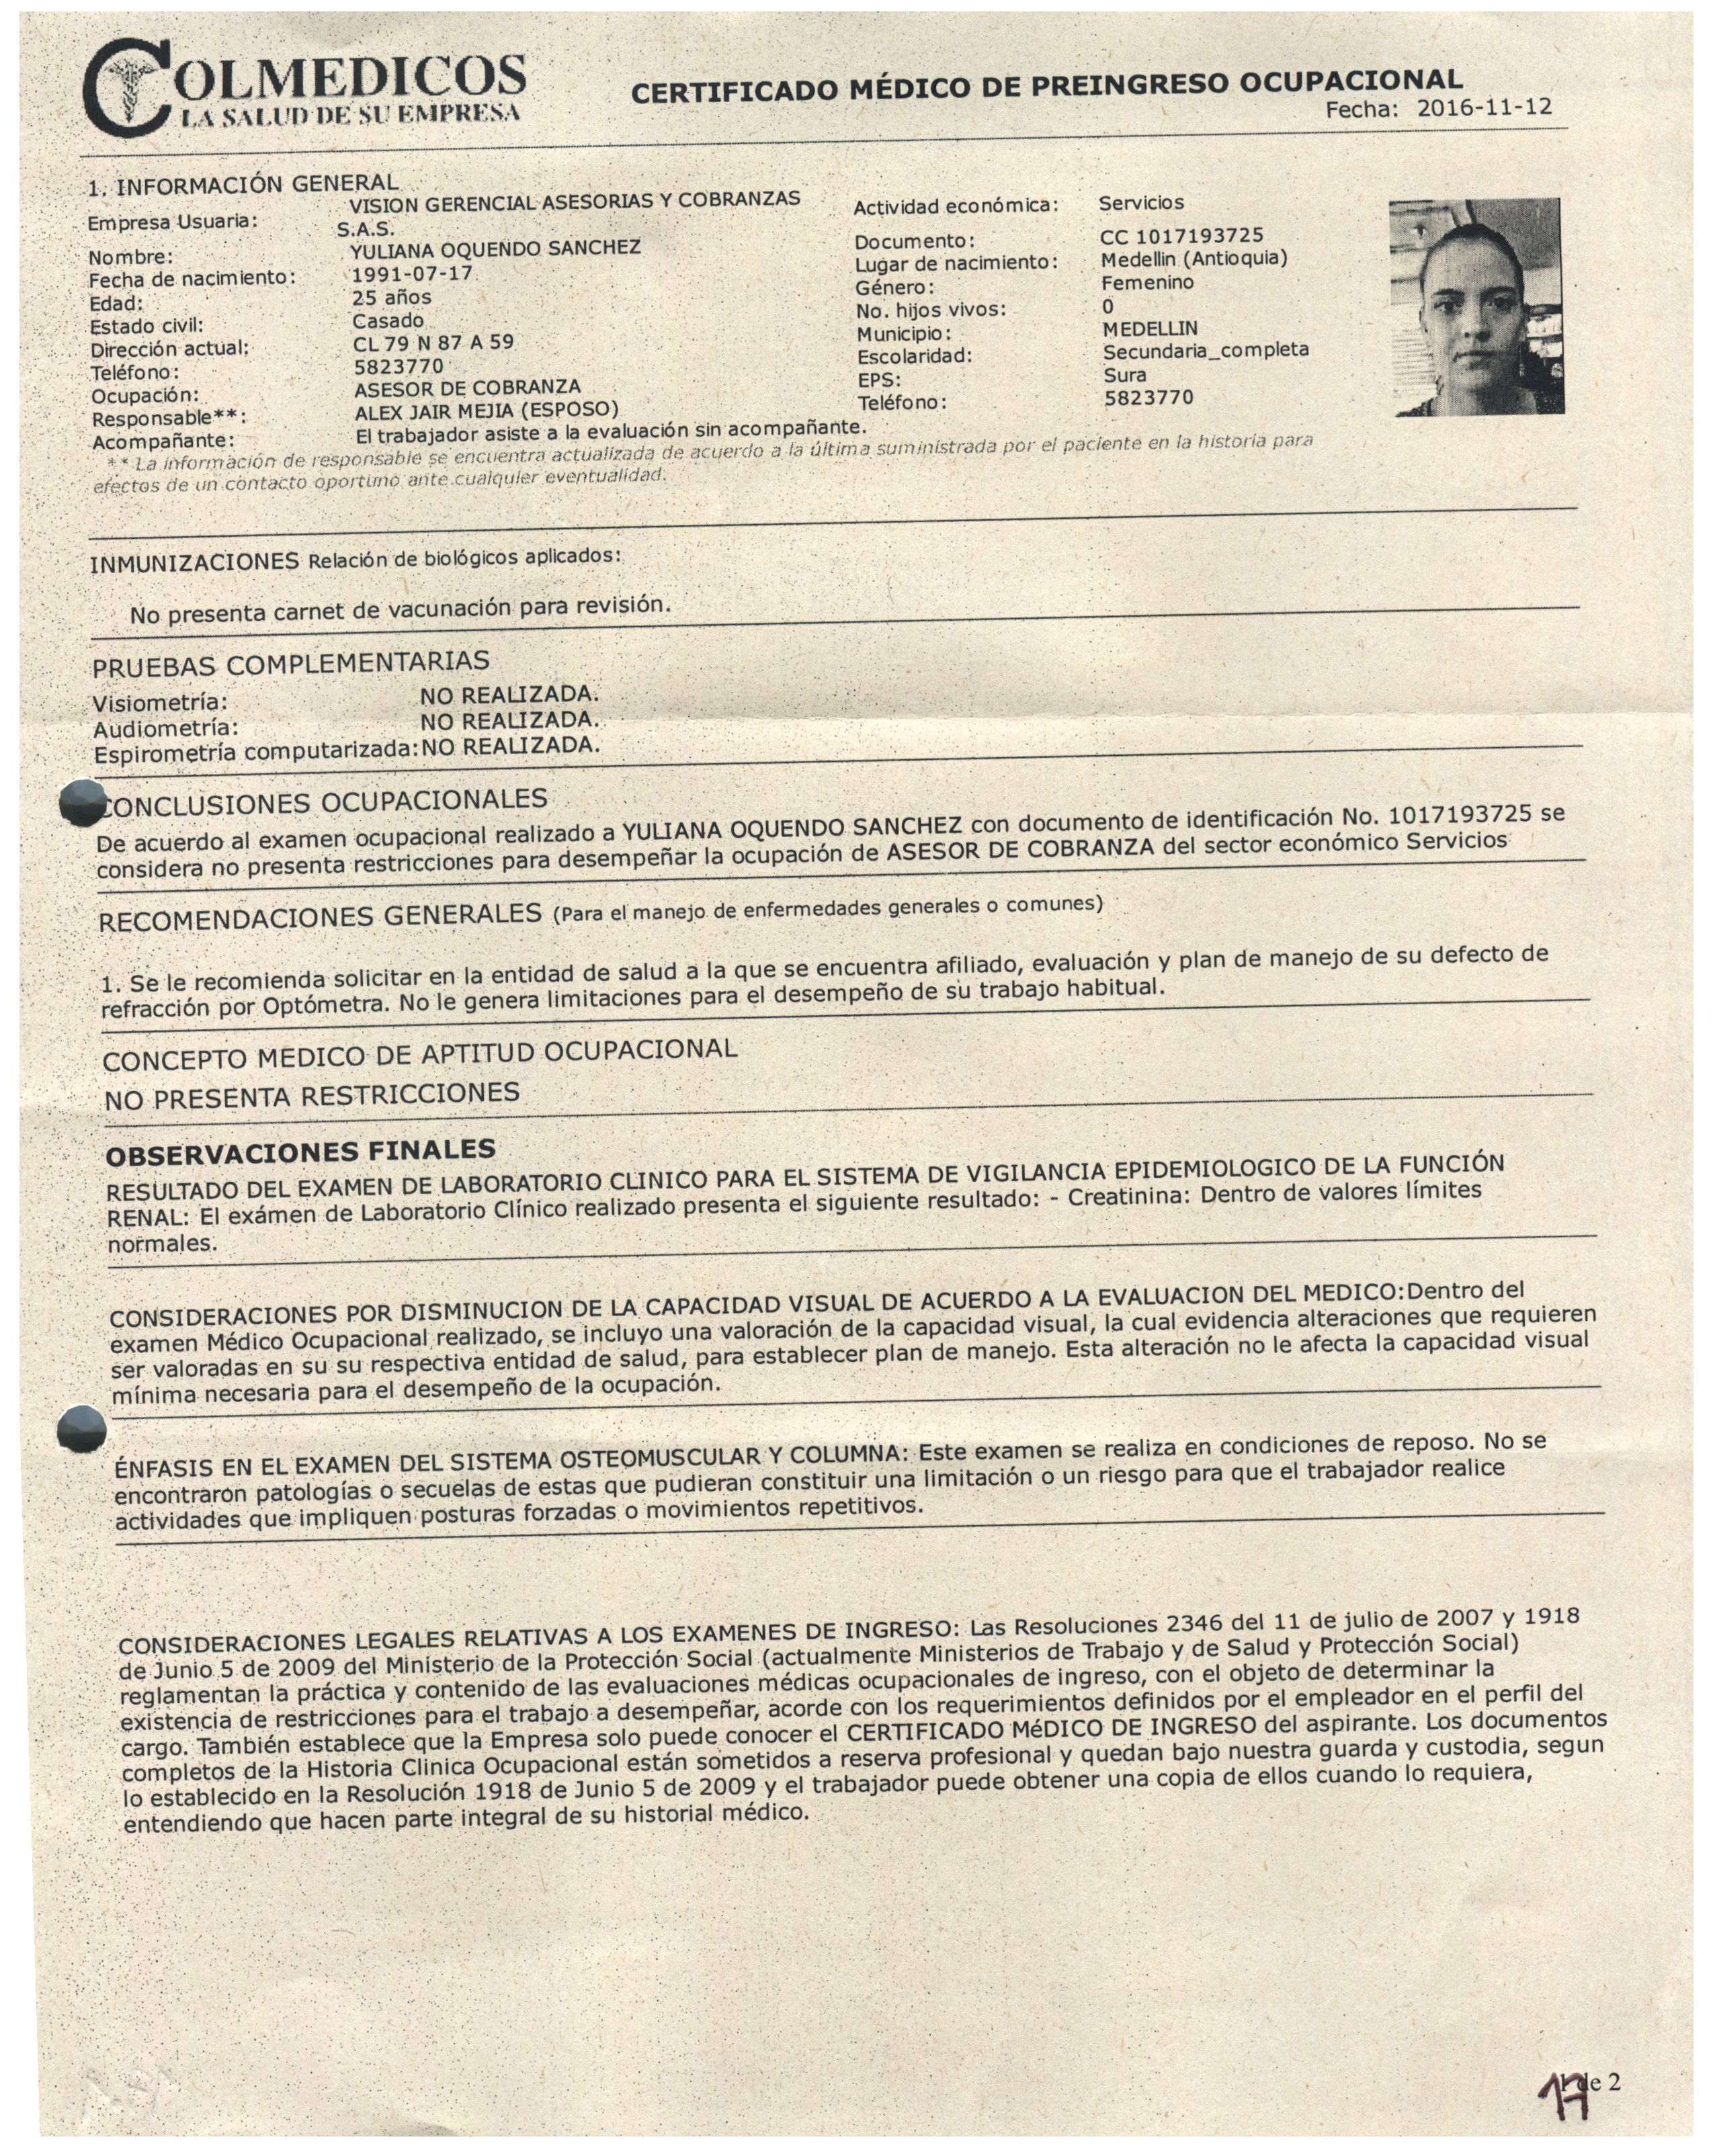 COLMEDICOS
LA SALUD DE SU EMPRESA
CERTIFICADO MÉDICO DE PREINGRESO OCUPACIONAL
Fecha: 2016-11-12
1. INFORMACIÓN GENERAL
Empresa Usuaria: VISION GERENCIAL ASESORIAS Y COBRANZAS S.A.S.
Actividad económica: Servicios
Nombre: YULIANA OQUENDO SANCHEZ
Documento: CC 1017193725
Fecha de nacimiento: 1991-07-17
Lugar de nacimiento: Medellin (Antioquia)
Edad: 25 años
Género: Femenino
Estado civil: Casado
No. hijos vivos: 0
Dirección actual: CL 79 N 87 A 59
Municipio: MEDELLIN
Teléfono: 5823770
Escolaridad: Secundaria_completa
Ocupación: ASESOR DE COBRANZA
EPS: Sura
Responsable**: ALEX JAIR MEJIA (ESPOSO)
Teléfono: 5823770
Acompañante: El trabajador asiste a la evaluación sin acompañante.
** La información de responsable se encuentra actualizada de acuerdo a la última suministrada por el paciente en la historia para
efectos de un contacto oportuno ante cualquier eventualidad.
INMUNIZACIONES Relación de biológicos aplicados:
No presenta carnet de vacunación para revisión.
PRUEBAS COMPLEMENTARIAS
Visiometría: NO REALIZADA.
Audiometría: NO REALIZADA.
Espirometría computarizada: NO REALIZADA.
CONCLUSIONES OCUPACIONALES
De acuerdo al examen ocupacional realizado a YULIANA OQUENDO SANCHEZ con documento de identificación No. 1017193725 se
considera no presenta restricciones para desempeñar la ocupación de ASESOR DE COBRANZA del sector económico Servicios
RECOMENDACIONES GENERALES (Para el manejo de enfermedades generales o comunes)
1. Se le recomienda solicitar en la entidad de salud a la que se encuentra afiliado, evaluación y plan de manejo de su defecto de
refracción por Optómetra. No le genera limitaciones para el desempeño de su trabajo habitual.
CONCEPTO MEDICO DE APTITUD OCUPACIONAL
NO PRESENTA RESTRICCIONES
OBSERVACIONES FINALES
RESULTADO DEL EXAMEN DE LABORATORIO CLINICO PARA EL SISTEMA DE VIGILANCIA EPIDEMIOLOGICO DE LA FUNCIÓN
RENAL: El exámen de Laboratorio Clínico realizado presenta el siguiente resultado: - Creatinina: Dentro de valores límites
normales.
CONSIDERACIONES POR DISMINUCION DE LA CAPACIDAD VISUAL DE ACUERDO A LA EVALUACION DEL MEDICO:Dentro del
examen Médico Ocupacional realizado, se incluyo una valoración de la capacidad visual, la cual evidencia alteraciones que requieren
ser valoradas en su su respectiva entidad de salud, para establecer plan de manejo. Esta alteración no le afecta la capacidad visual
mínima necesaria para el desempeño de la ocupación.
ÉNFASIS EN EL EXAMEN DEL SISTEMA OSTEOMUSCULAR Y COLUMNA: Este examen se realiza en condiciones de reposo. No se
encontraron patologías o secuelas de estas que pudieran constituir una limitación o un riesgo para que el trabajador realice
actividades que impliquen posturas forzadas o movimientos repetitivos.
CONSIDERACIONES LEGALES RELATIVAS A LOS EXAMENES DE INGRESO: Las Resoluciones 2346 del 11 de julio de 2007 y 1918
de Junio 5 de 2009 del Ministerio de la Protección Social (actualmente Ministerios de Trabajo y de Salud y Protección Social)
reglamentan la práctica y contenido de las evaluaciones médicas ocupacionales de ingreso, con el objeto de determinar la
existencia de restricciones para el trabajo a desempeñar, acorde con los requerimientos definidos por el empleador en el perfil del
cargo. También establece que la Empresa solo puede conocer el CERTIFICADO MéDICO DE INGRESO del aspirante. Los documentos
completos de la Historia Clinica Ocupacional están sometidos a reserva profesional y quedan bajo nuestra guarda y custodia, segun
lo establecido en la Resolución 1918 de Junio 5 de 2009 y el trabajador puede obtener una copia de ellos cuando lo requiera,
entendiendo que hacen parte integral de su historial médico.
1 de 2
17